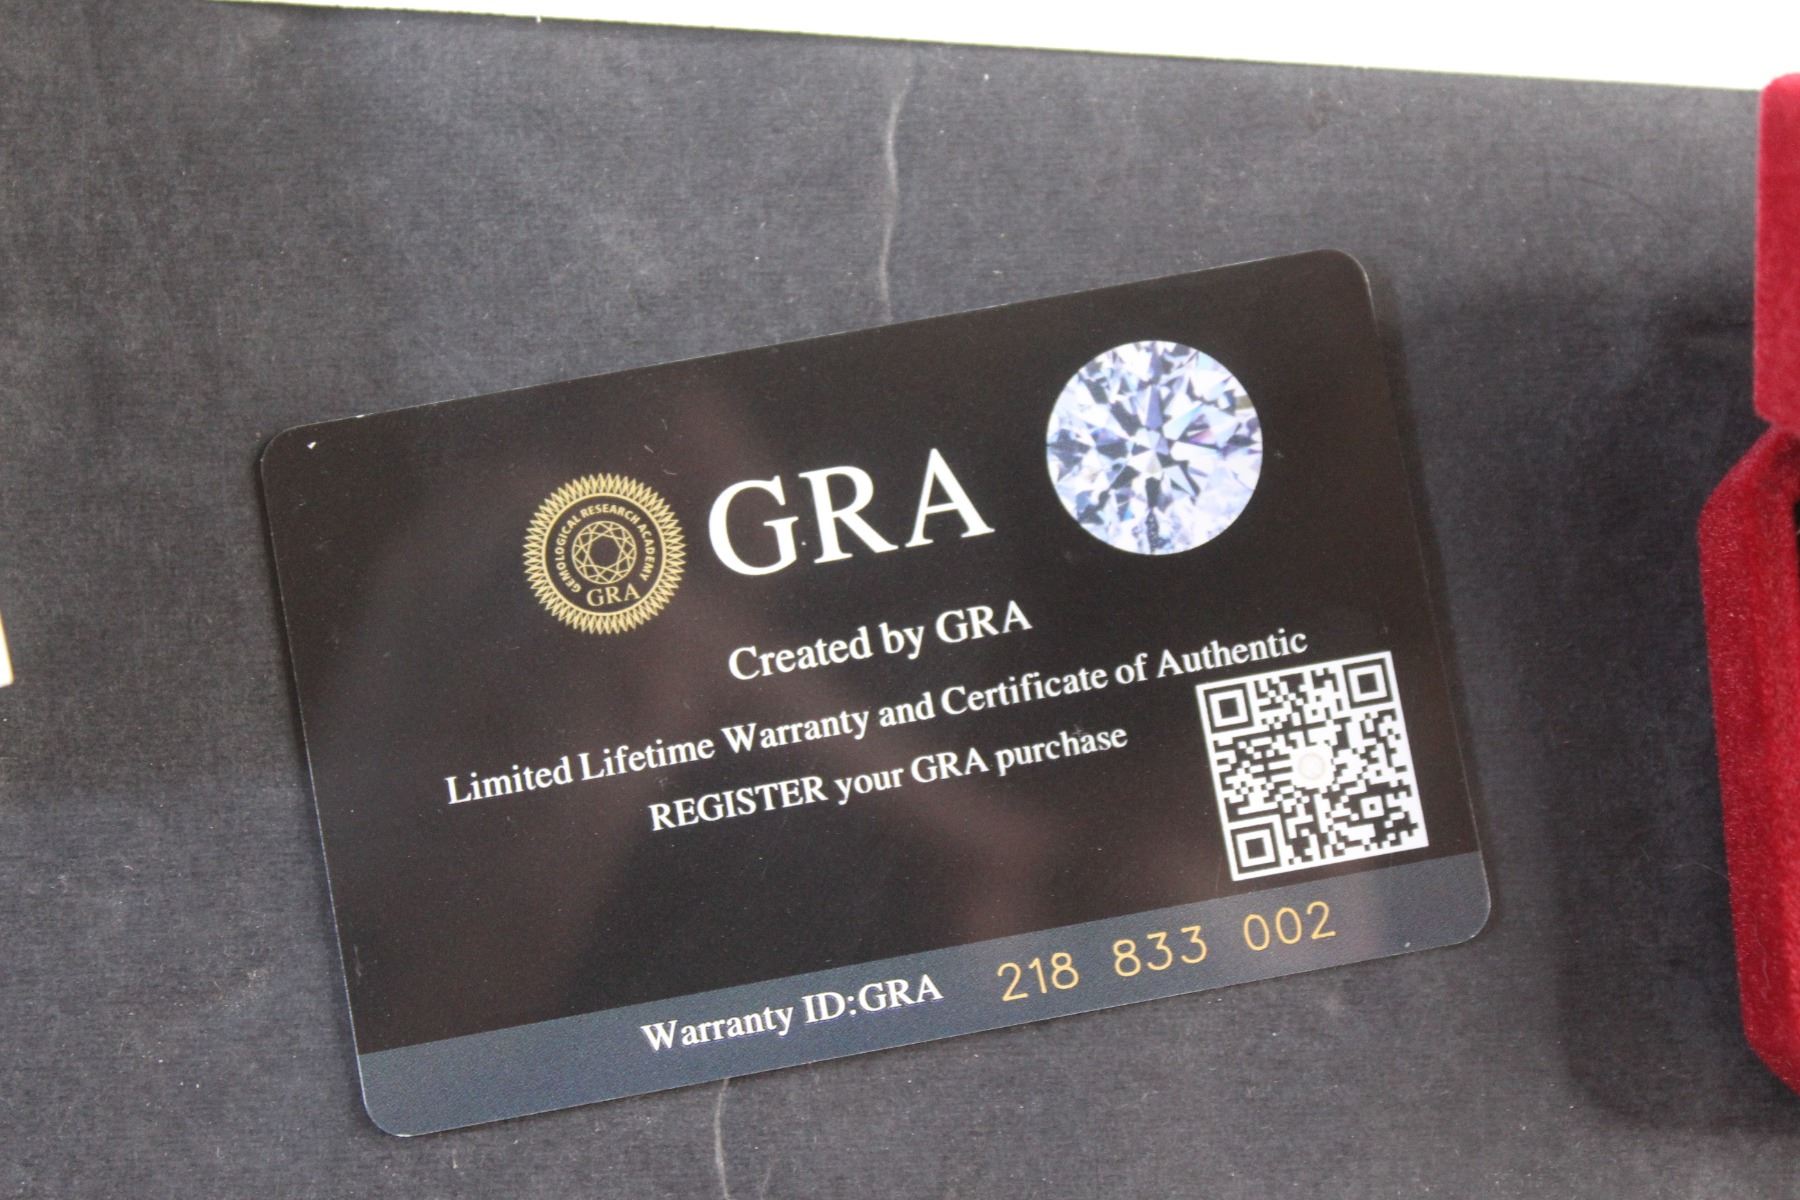 GEMOLOGICAL RESEARCH ACADEMY
GRA
GRA
Created by GRA
Limited Lifetime Warranty and Certificate of Authentic
REGISTER your GRA purchase
Warranty ID:GRA 218 833 002